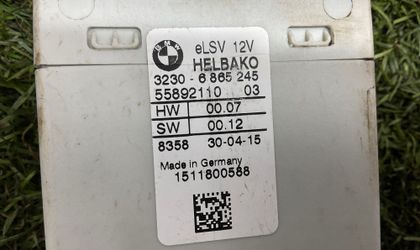 BMW eLSV 12V
HELBAKO
3230-6 865 245
55892110 03
HW 00.07
SW 00.12
8358 30-04-15
Made in Germany
1511800588